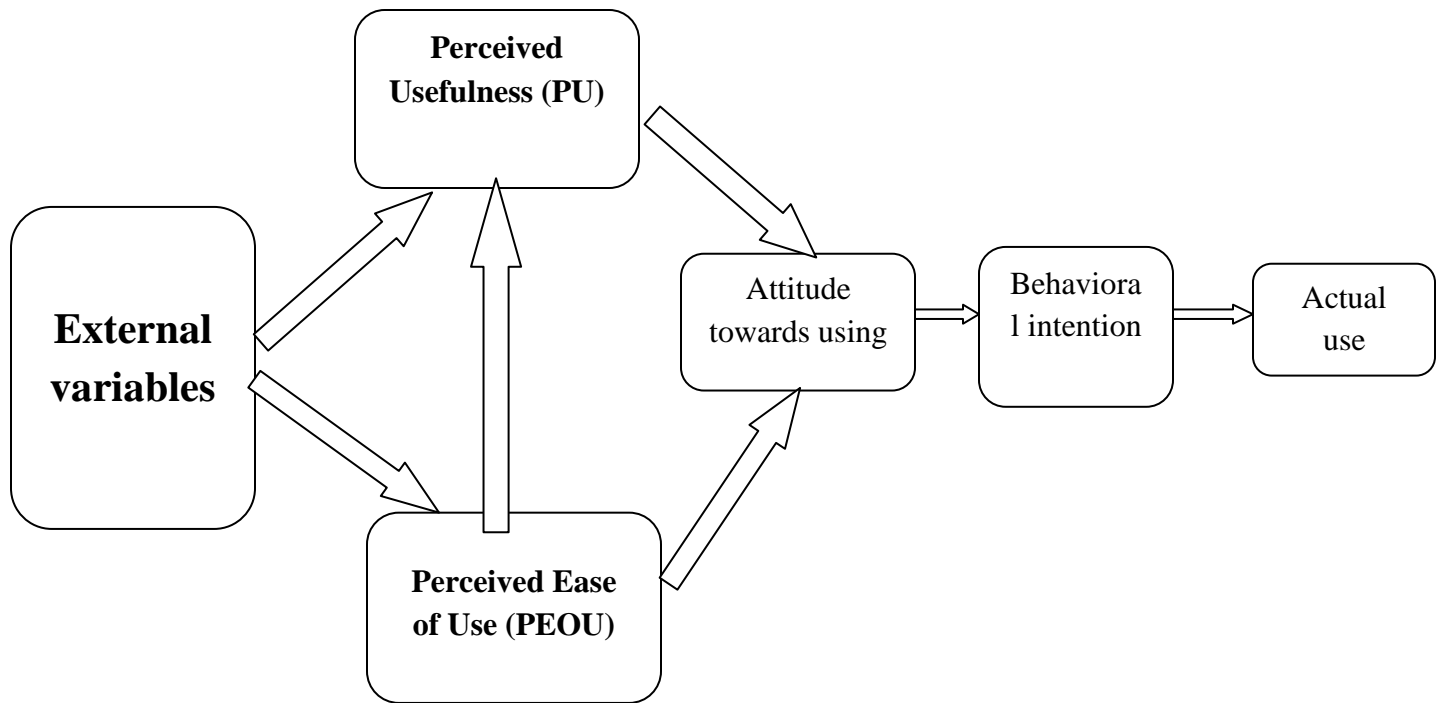 Perceived
Usefulness (PU)
External
variables
Attitude
towards using
Behaviora
l intention
Actual
use
Perceived Ease
of Use (PEOU)